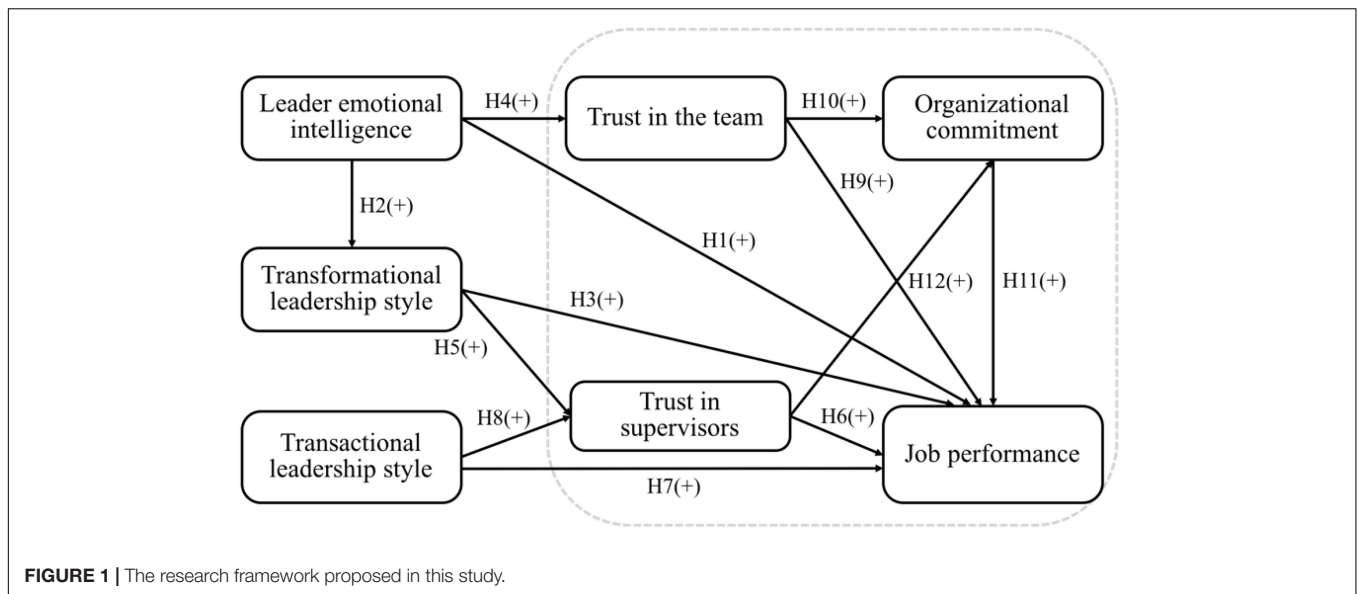 Leader emotional
intelligence
H4(+)
Trust in the team
H10(+)
Organizational
commitment
H2(+)
H9(+)
H1(+)
Transformational
leadership style
H3(+)
H12(+)
H11(+)
H5(+)
Transactional
leadership style
H8(+)
Trust in
supervisors
H6(+)
Job performance
H7(+)
FIGURE 1 | The research framework proposed in this study.